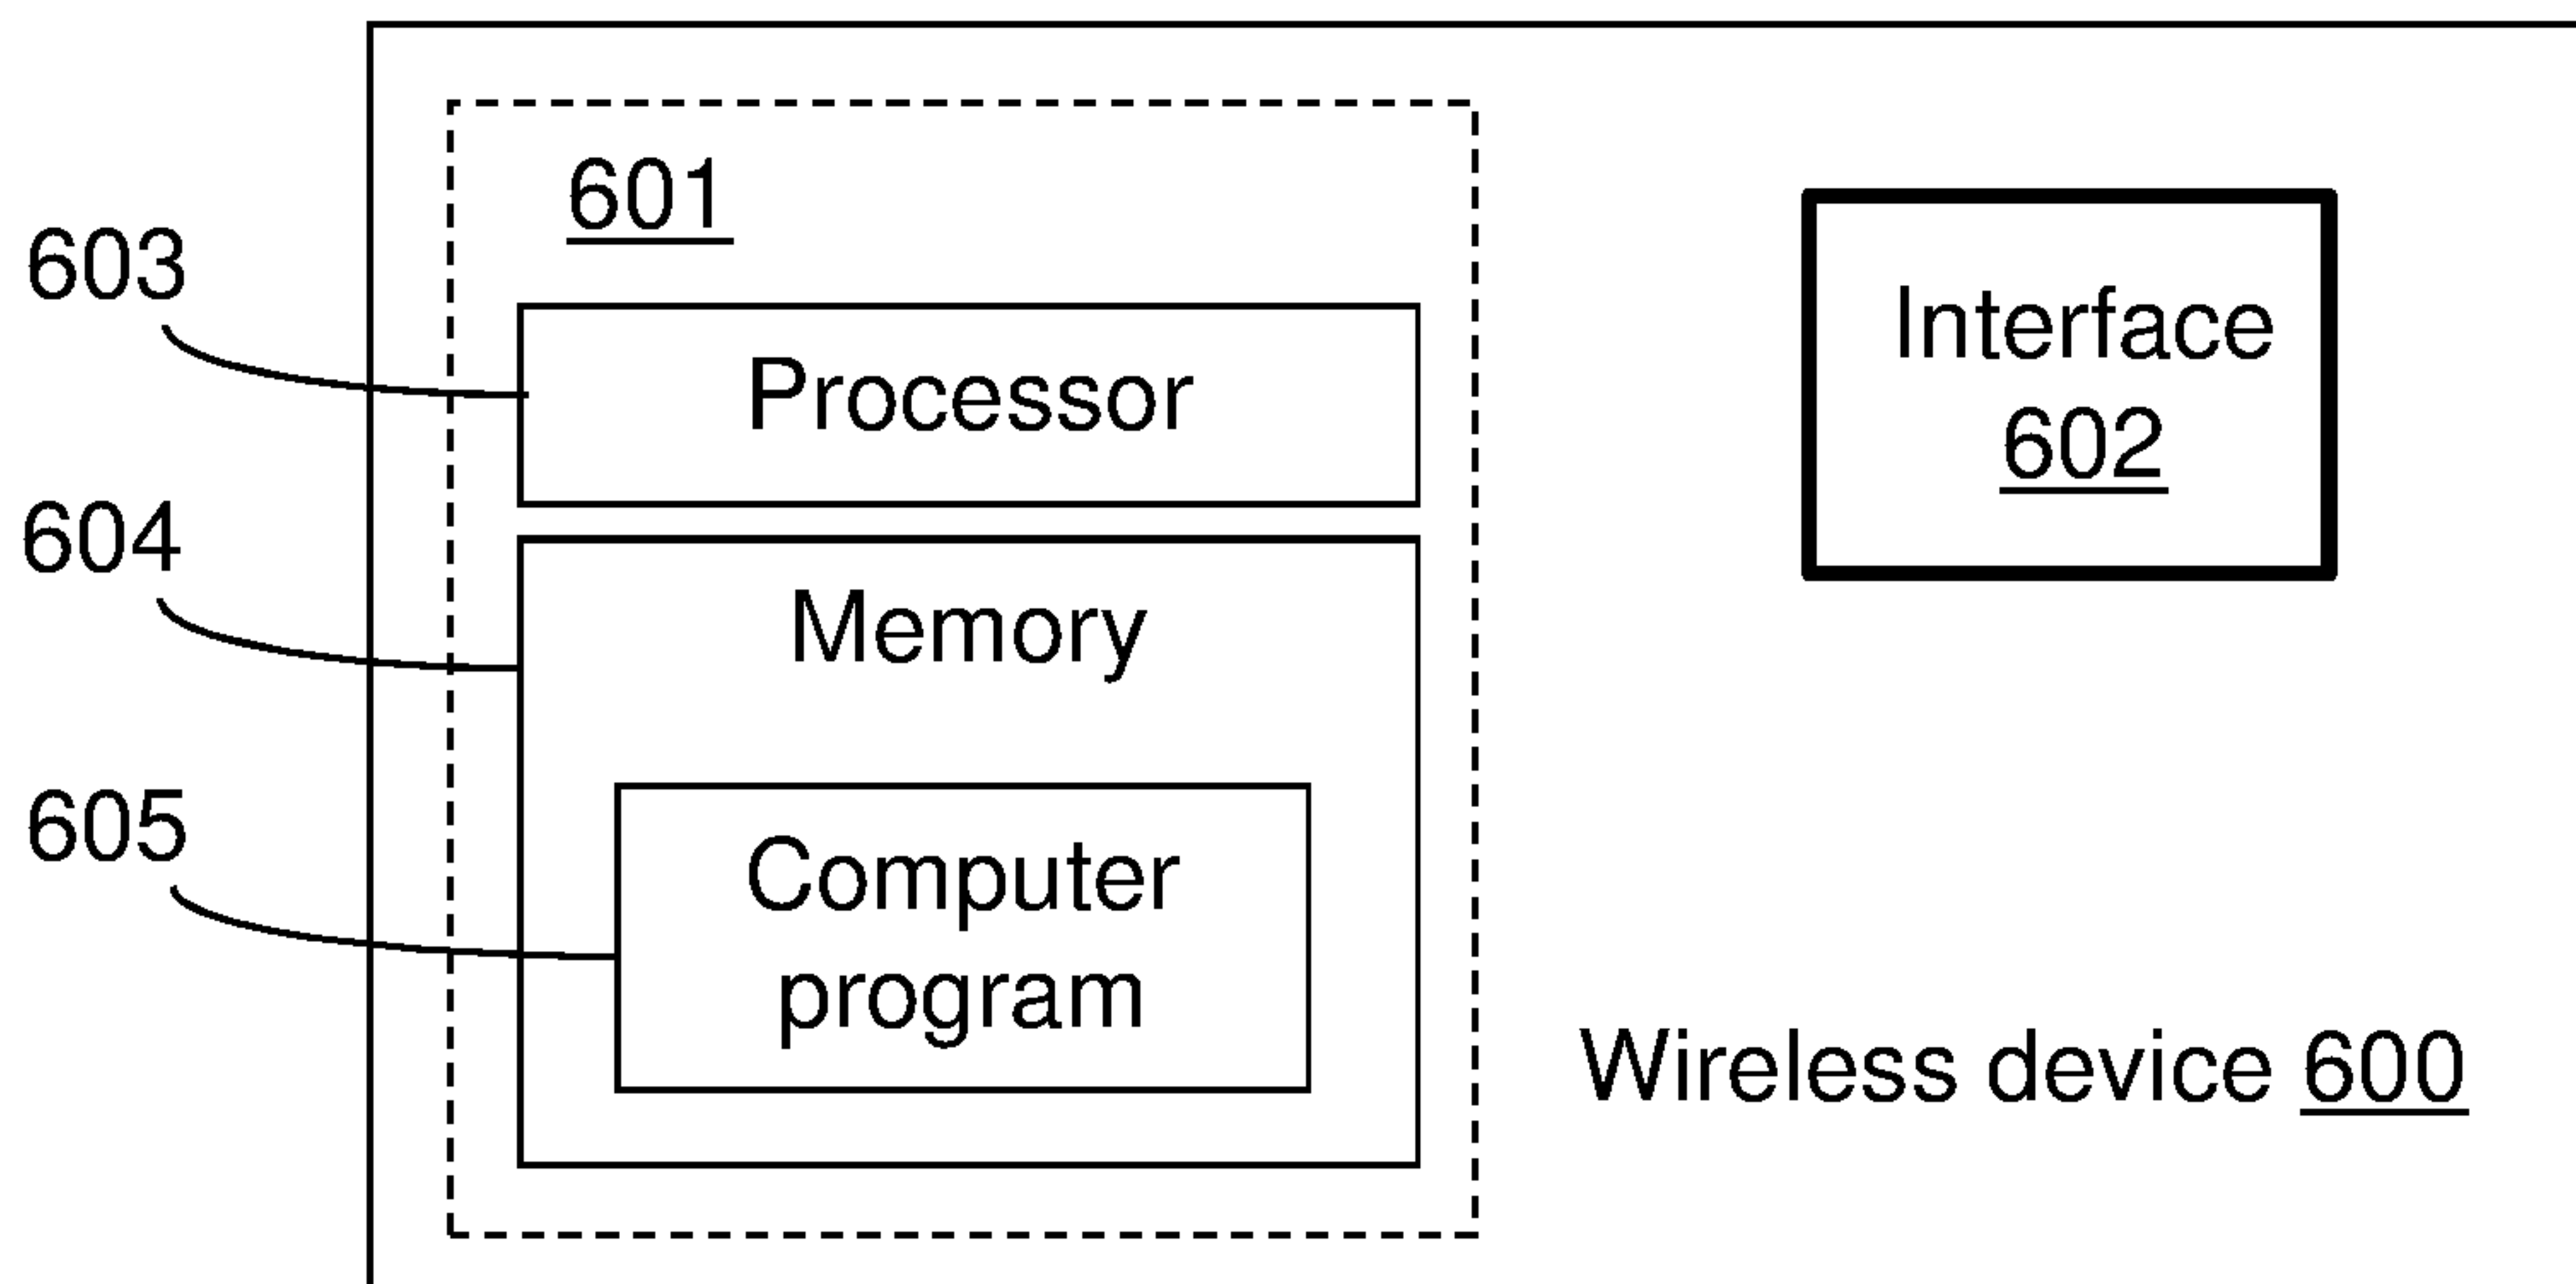 601
603
Processor
Interface
602
604
Memory
605
Computer
program
Wireless device 600